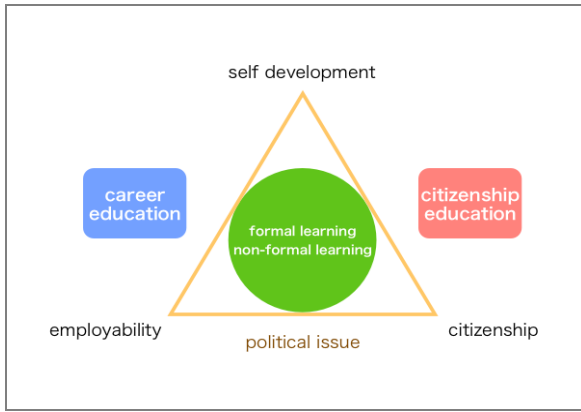 self development
career
education
citizenship
education
formal learning
non-formal learning
employability
citizenship
political issue